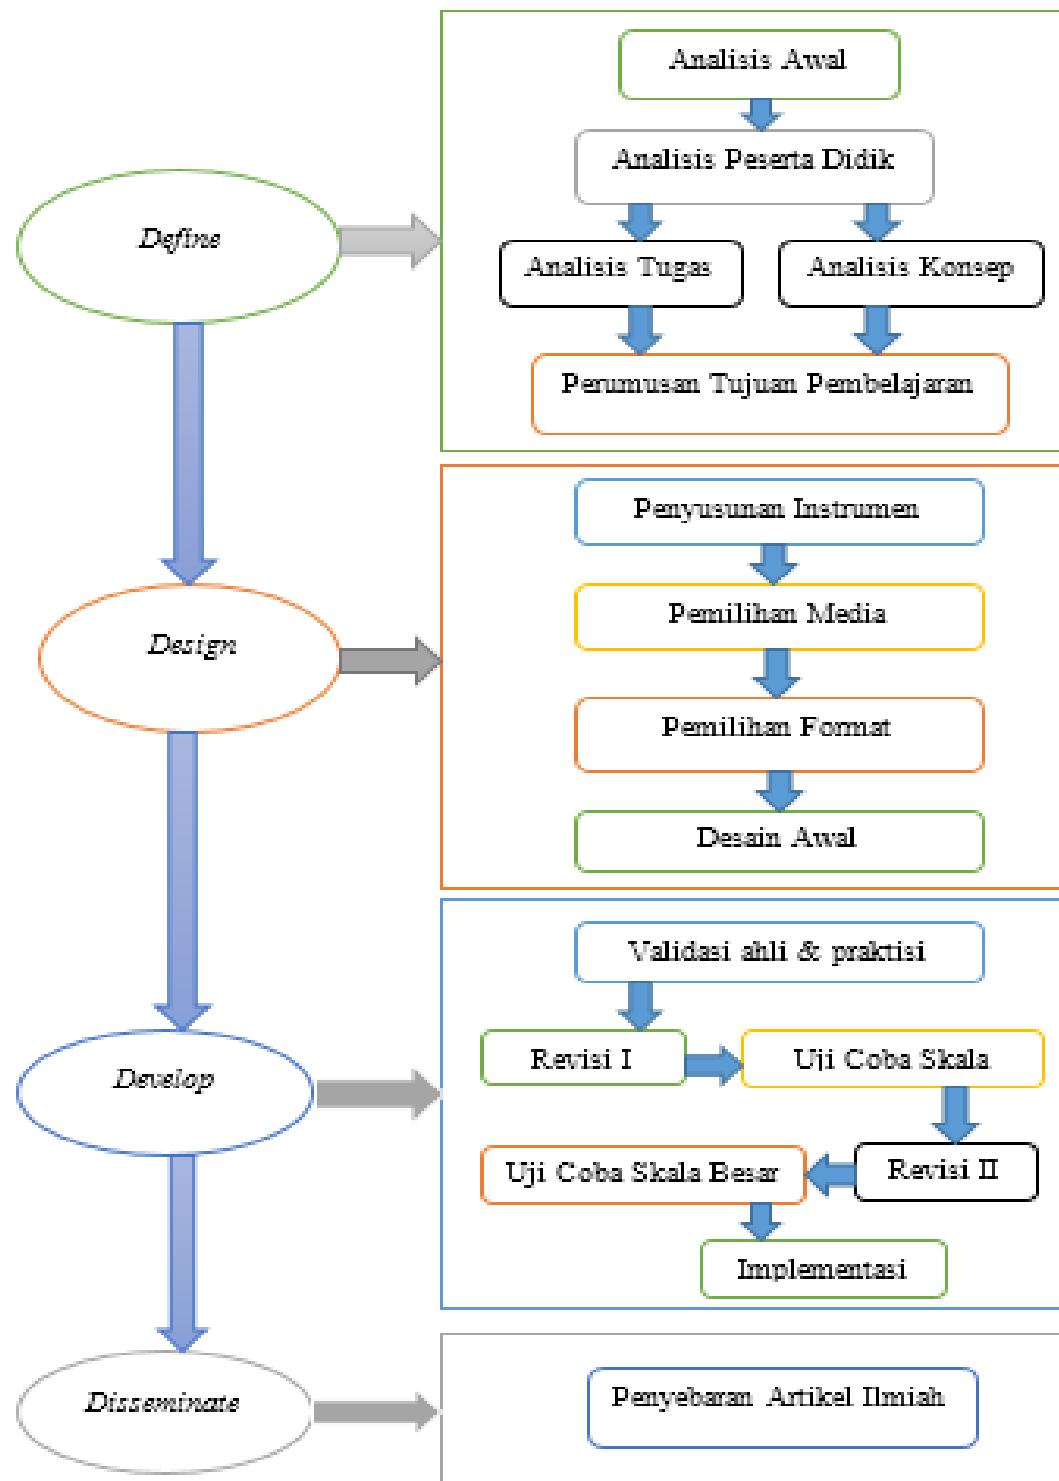 Analisis Awal
Analisis Peserta Didik
Define
Analisis Tugas
Analisis Konsep
Perumusan Tujuan Pembelajaran
Penyusunan Instrumen
Pemilihan Media
Design
Pemilihan Format
Desain Awal
Validasi ahli & praktisi
Revisi I
Uji Coba Skala
Develop
Uji Coba Skala Besar
Revisi II
Implementasi
Disseminate
Penyebaran Artikel Ilmiah